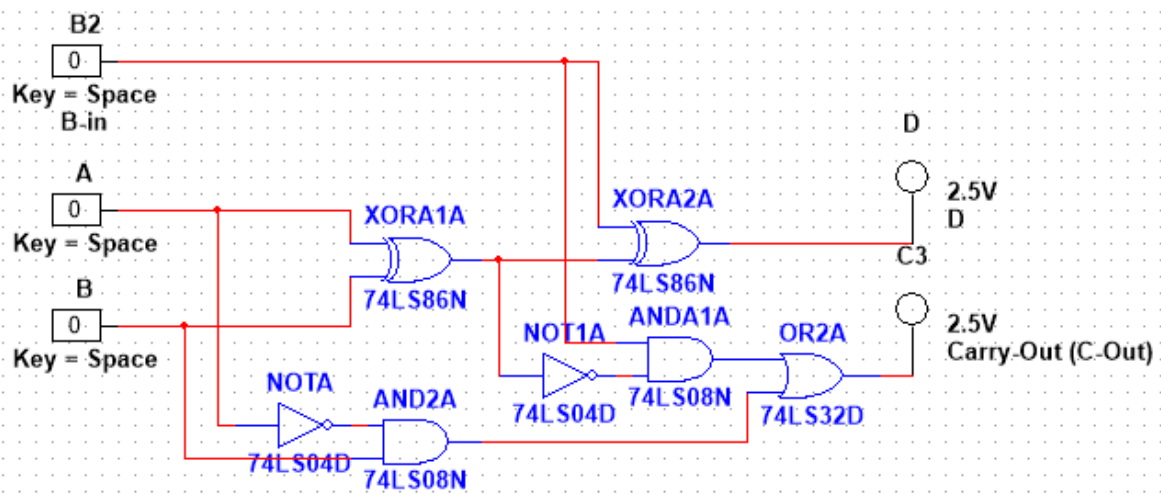 B2
0
Key = Space
B-in
A
0
Key = Space
B
0
Key = Space
XORA1A
74LS86N
XORA2A
74LS86N
D
2.5V
D
C3
2.5V
Carry-Out (C-Out)
NOT1A
74LS04D
ANDA1A
74LS08N
OR2A
74LS32D
NOTA
74LS04D
AND2A
74LS08N